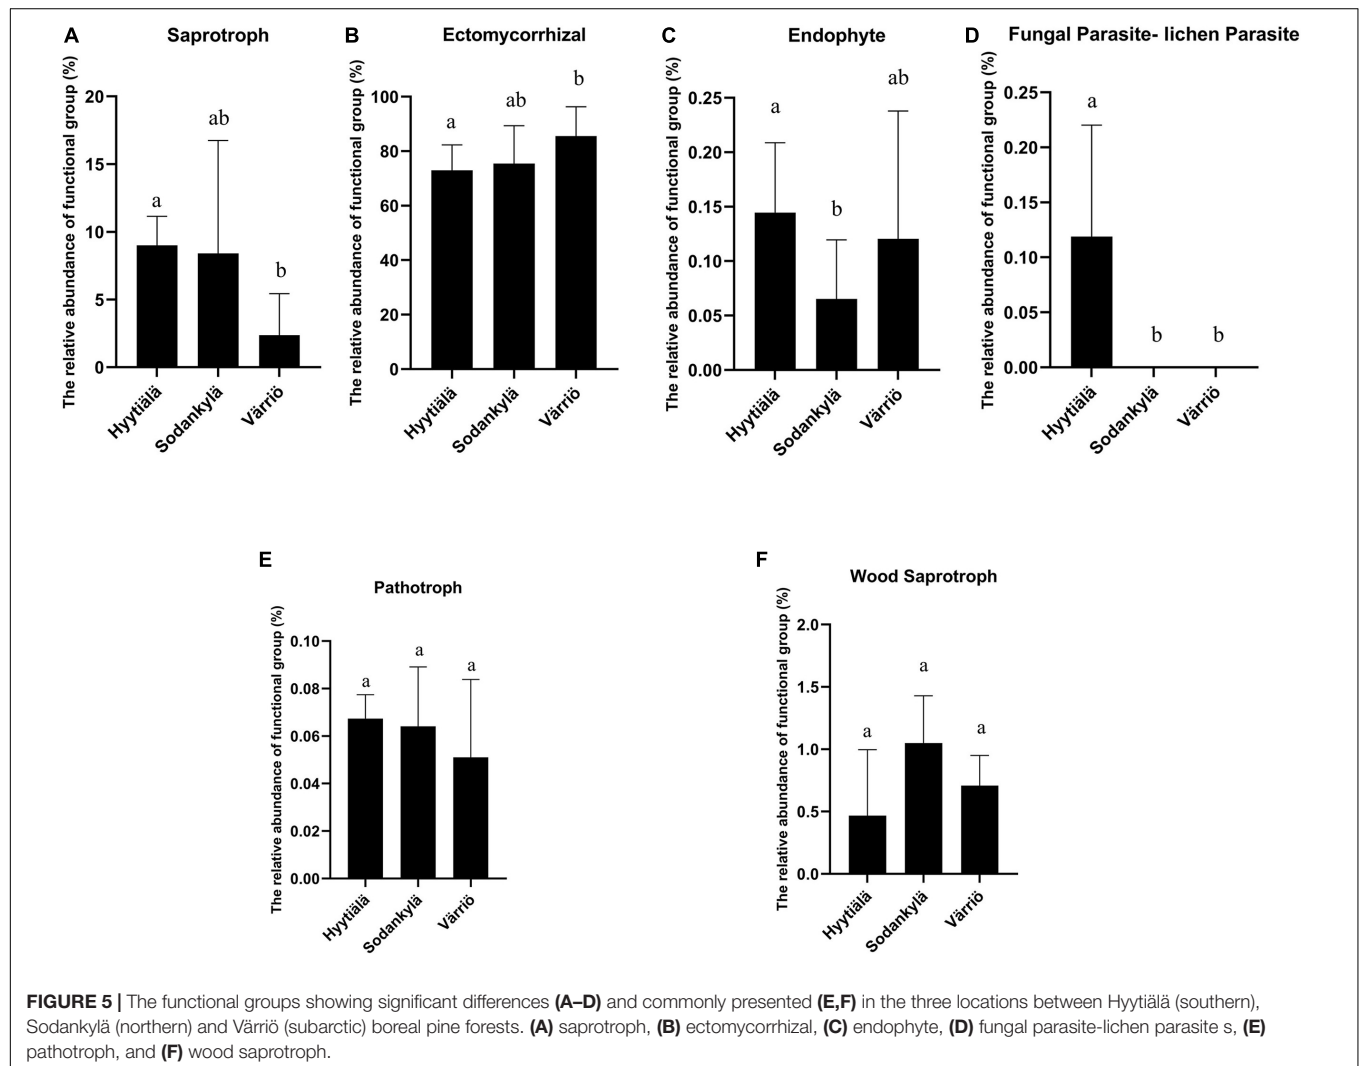 A Saprotroph
B Ectomycorrhizal
C Endophyte
D Fungal Parasite- lichen Parasite
The relative abundance of functional group (%)
20
15
10
5
0
a
ab
b
Hyytiälä
Sodankylä
Värriö
The relative abundance of functional group (%)
100
80
60
40
20
0
a
ab
b
Hyytiälä
Sodankylä
Värriö
The relative abundance of functional group (%)
0.25
0.20
0.15
0.10
0.05
0.00
a
b
ab
Hyytiälä
Sodankylä
Värriö
The relative abundance of functional group (%)
0.25
0.20
0.15
0.10
0.05
0.00
a
b
b
Hyytiälä
Sodankylä
Värriö
E
Pathotroph
The relative abundance of functional group (%)
0.10
0.08
0.06
0.04
0.02
0.00
a
a
a
Hyytiälä
Sodankylä
Värriö
F
Wood Saprotroph
The relative abundance of functional group (%)
2.0
1.5
1.0
0.5
0.0
a
a
a
Hyytiälä
Sodankylä
Värriö
FIGURE 5 | The functional groups showing significant differences (A–D) and commonly presented (E,F) in the three locations between Hyytiälä (southern),
Sodankylä (northern) and Värriö (subarctic) boreal pine forests. (A) saprotroph, (B) ectomycorrhizal, (C) endophyte, (D) fungal parasite-lichen parasite s, (E)
pathotroph, and (F) wood saprotroph.